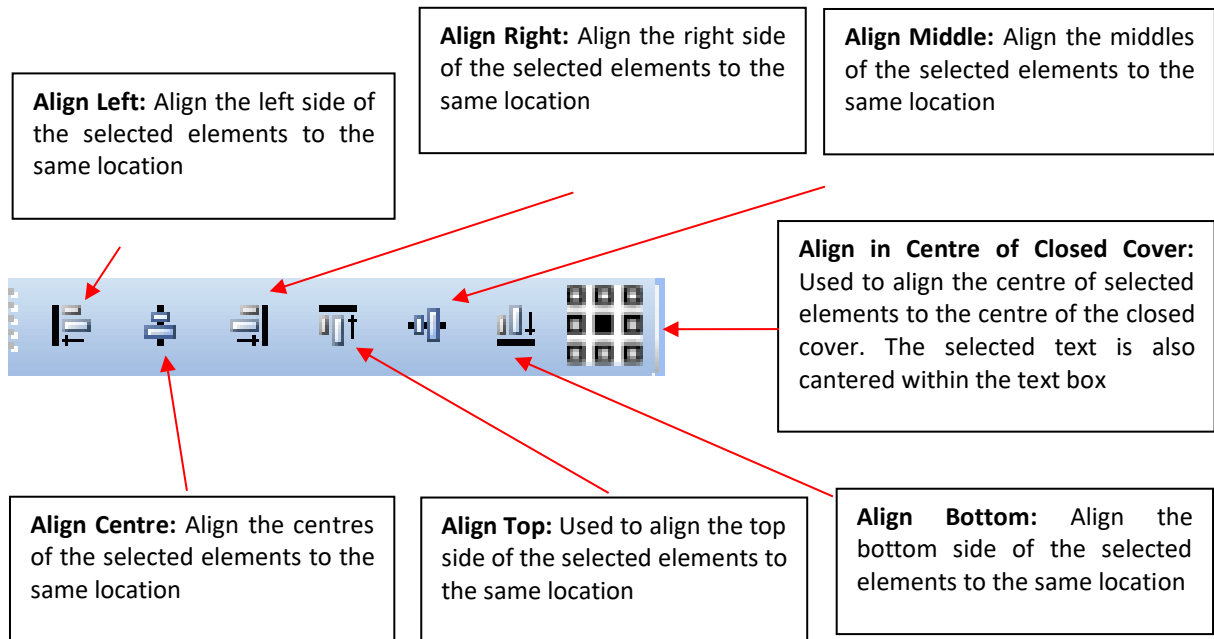 Align Right: Align the right side
of the selected elements to the
same location
Align Middle: Align the middles
of the selected elements to the
same location
Align Left: Align the left side of
the selected elements to the
same location
Align in Centre of Closed Cover:
Used to align the centre of selected
elements to the centre of the closed
cover. The selected text is also
cantered within the text box
Align Centre: Align the centres
of the selected elements to the
same location
Align Top: Used to align the top
side of the selected elements to
the same location
Align Bottom: Align the
bottom side of the selected
elements to the same location